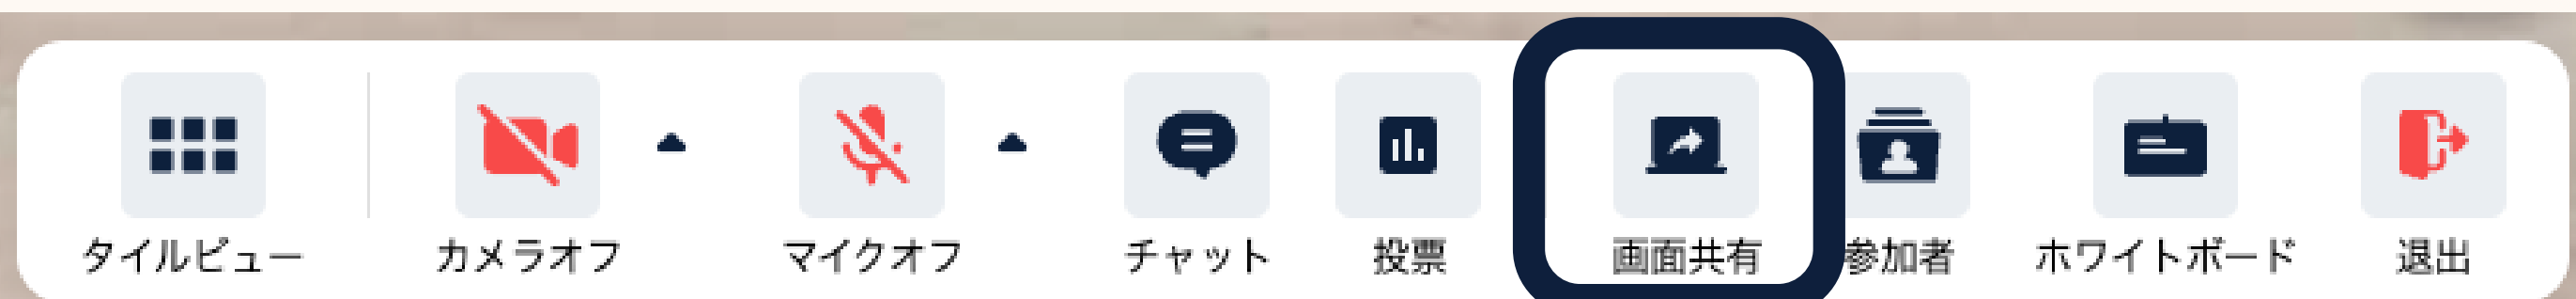 タイルビュー カメラオフ マイクオフ チャット 投票 画面共有 参加者 ホワイトボード 退出